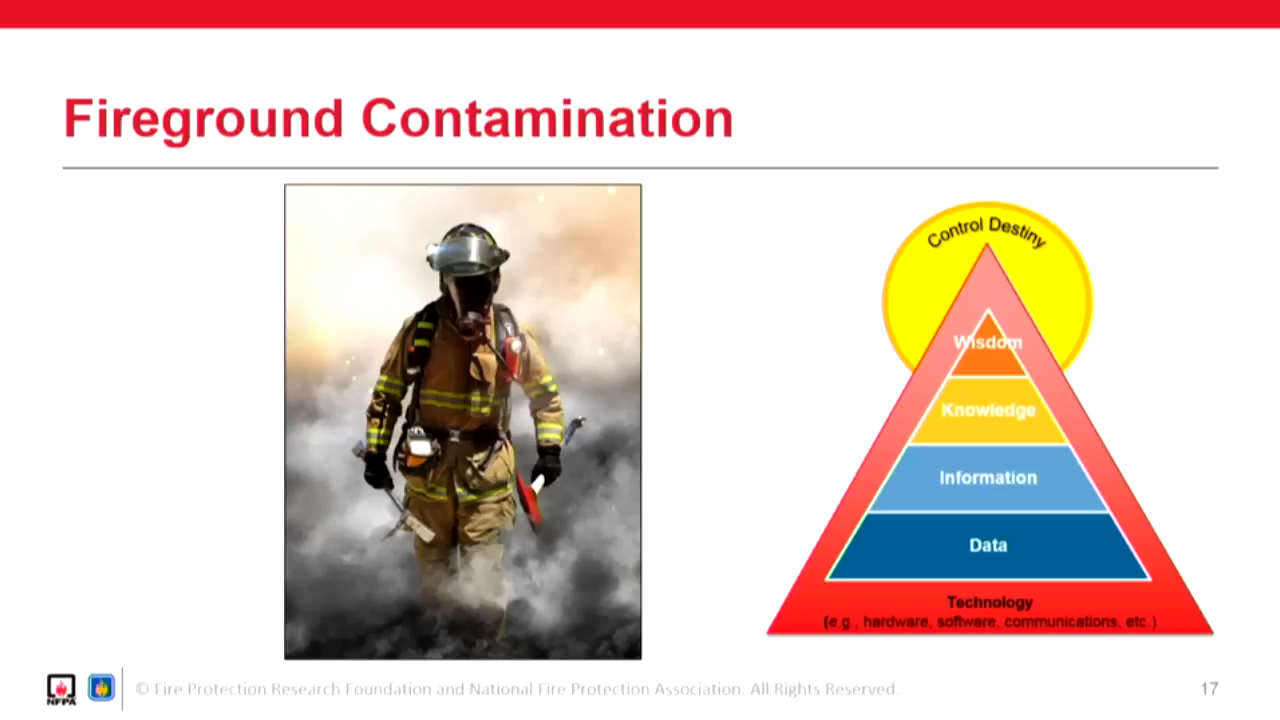 Fireground Contamination
Control Destiny
Wisdom
Knowledge
Information
Data
Technology
(e.g., hardware, software, communications, etc.)
NFPA
© Fire Protection Research Foundation and National Fire Protection Association. All Rights Reserved.
17